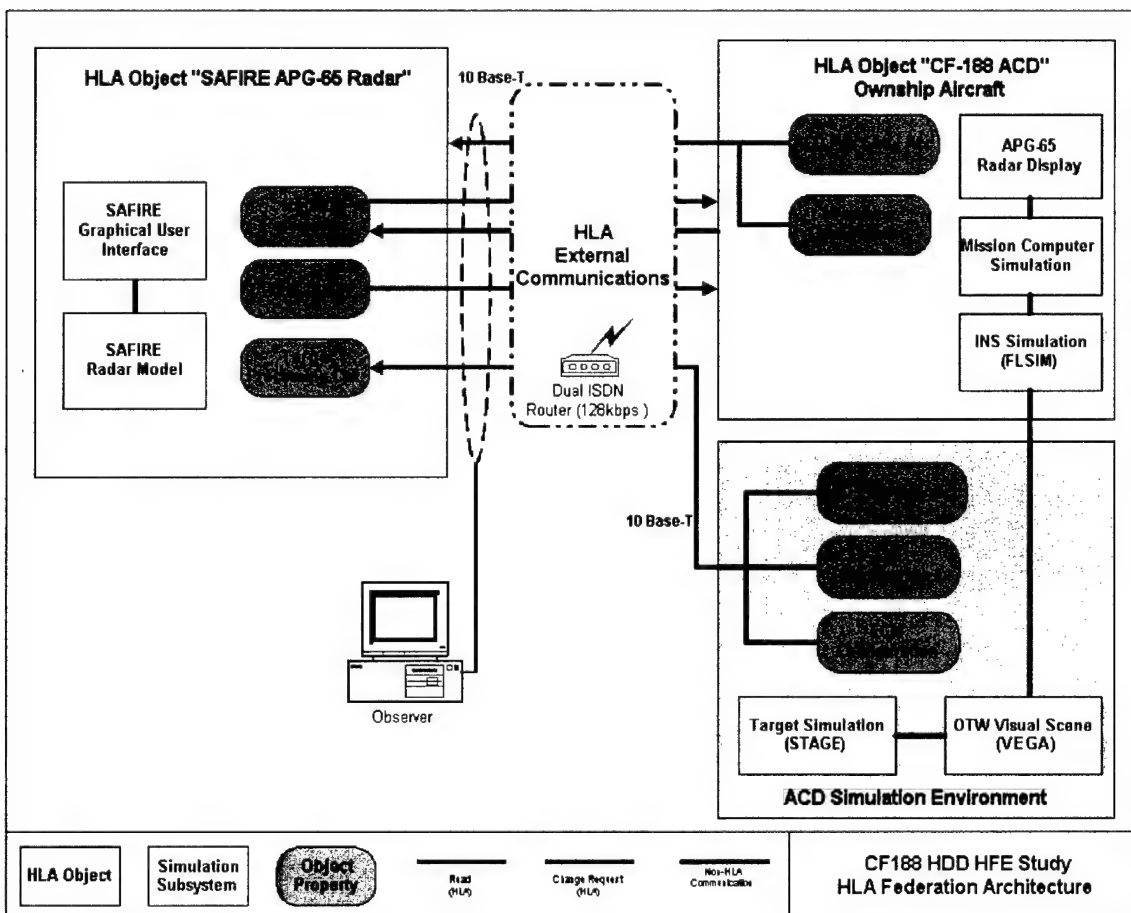 HLA Object "SAFIRE APG-65 Radar"
10 Base-T
HLA Object "CF-188 ACD"
Ownship Aircraft
SAFIRE
Graphical User
Interface
SAFIRE
Radar Model
HLA
External
Communications
Dual ISDN
Router (128kbps )
APG-65
Radar Display
Mission Computer
Simulation
INS Simulation
(FLSIM)
10 Base-T
Observer
Target Simulation
(STAGE)
OTW Visual Scene
(VEGA)
ACD Simulation Environment
HLA Object
Simulation
Subsystem
Object
Property
Read
(HLA)
Change Request
(HLA)
Non-HLA
Communication
CF188 HDD HFE Study
HLA Federation Architecture